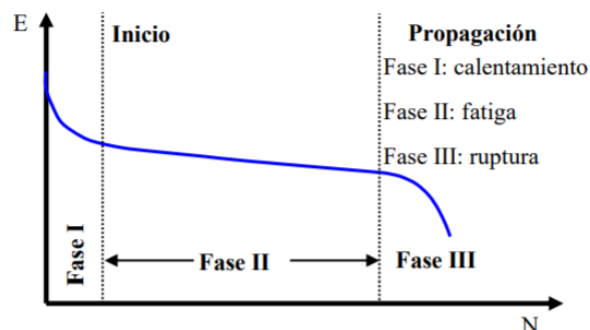 E
Inicio
Propagación
Fase I: calentamiento
Fase II: fatiga
Fase III: ruptura
Fase I
Fase II
Fase III
N